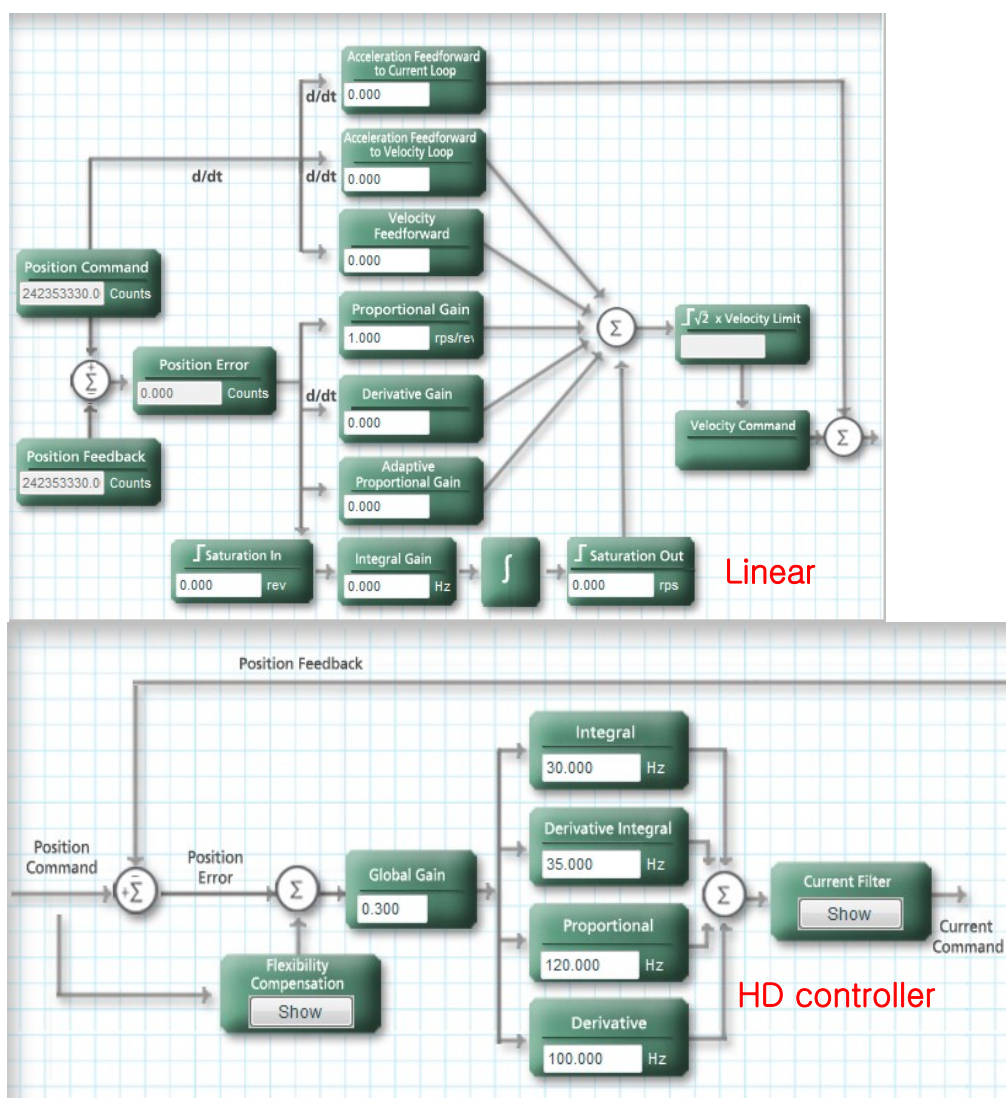 Acceleration Feedforward
to Current Loop
d/dt
0.000
Acceleration Feedforward
to Velocity Loop
d/dt
d/dt
0.000
Velocity
Feedforward
0.000
Position Command
242353330.0 Counts
Proportional Gain
1.000 rps/rev
Σ
√2 x Velocity Limit
Position Error
0.000 Counts
+
Σ
−
d/dt
Derivative Gain
0.000
Velocity Command
Σ
Position Feedback
242353330.0 Counts
Adaptive
Proportional Gain
0.000
Saturation In
0.000 rev
Integral Gain
0.000 Hz
∫
Saturation Out
0.000 rps
Linear
Position Feedback
Integral
30.000 Hz
Position
Command
Position
Error
Derivative Integral
35.000 Hz
−
+Σ
Σ
Global Gain
0.300
Σ
Current Filter
Show
Proportional
120.000 Hz
Current
Command
Flexibility
Compensation
Show
HD controller
Derivative
100.000 Hz